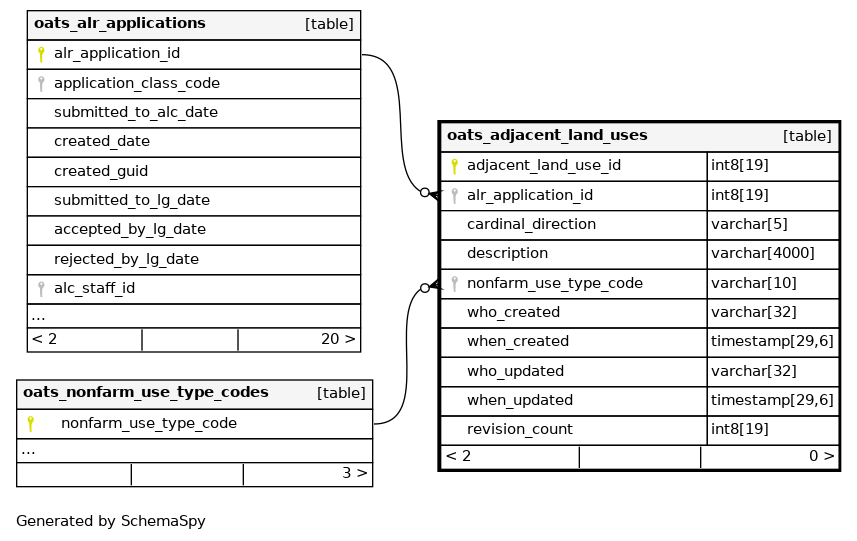 oats_alr_applications [table]
alr_application_id
application_class_code
submitted_to_alc_date
created_date
created_guid
submitted_to_lg_date
accepted_by_lg_date
rejected_by_lg_date
alc_staff_id
...
< 2 20 >
oats_adjacent_land_uses [table]
adjacent_land_use_id int8[19]
alr_application_id int8[19]
cardinal_direction varchar[5]
description varchar[4000]
nonfarm_use_type_code varchar[10]
who_created varchar[32]
when_created timestamp[29,6]
who_updated varchar[32]
when_updated timestamp[29,6]
revision_count int8[19]
< 2 0 >
oats_nonfarm_use_type_codes [table]
nonfarm_use_type_code
...
3 >
Generated by SchemaSpy